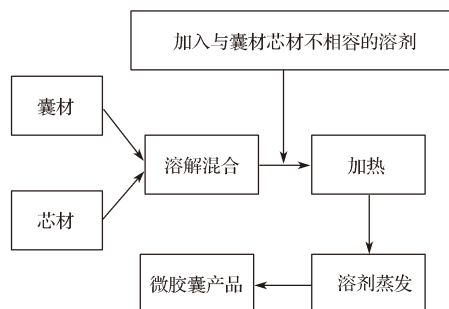 加入与囊材芯材不相容的溶剂
囊材
溶解混合
加热
芯材
微胶囊产品
溶剂蒸发